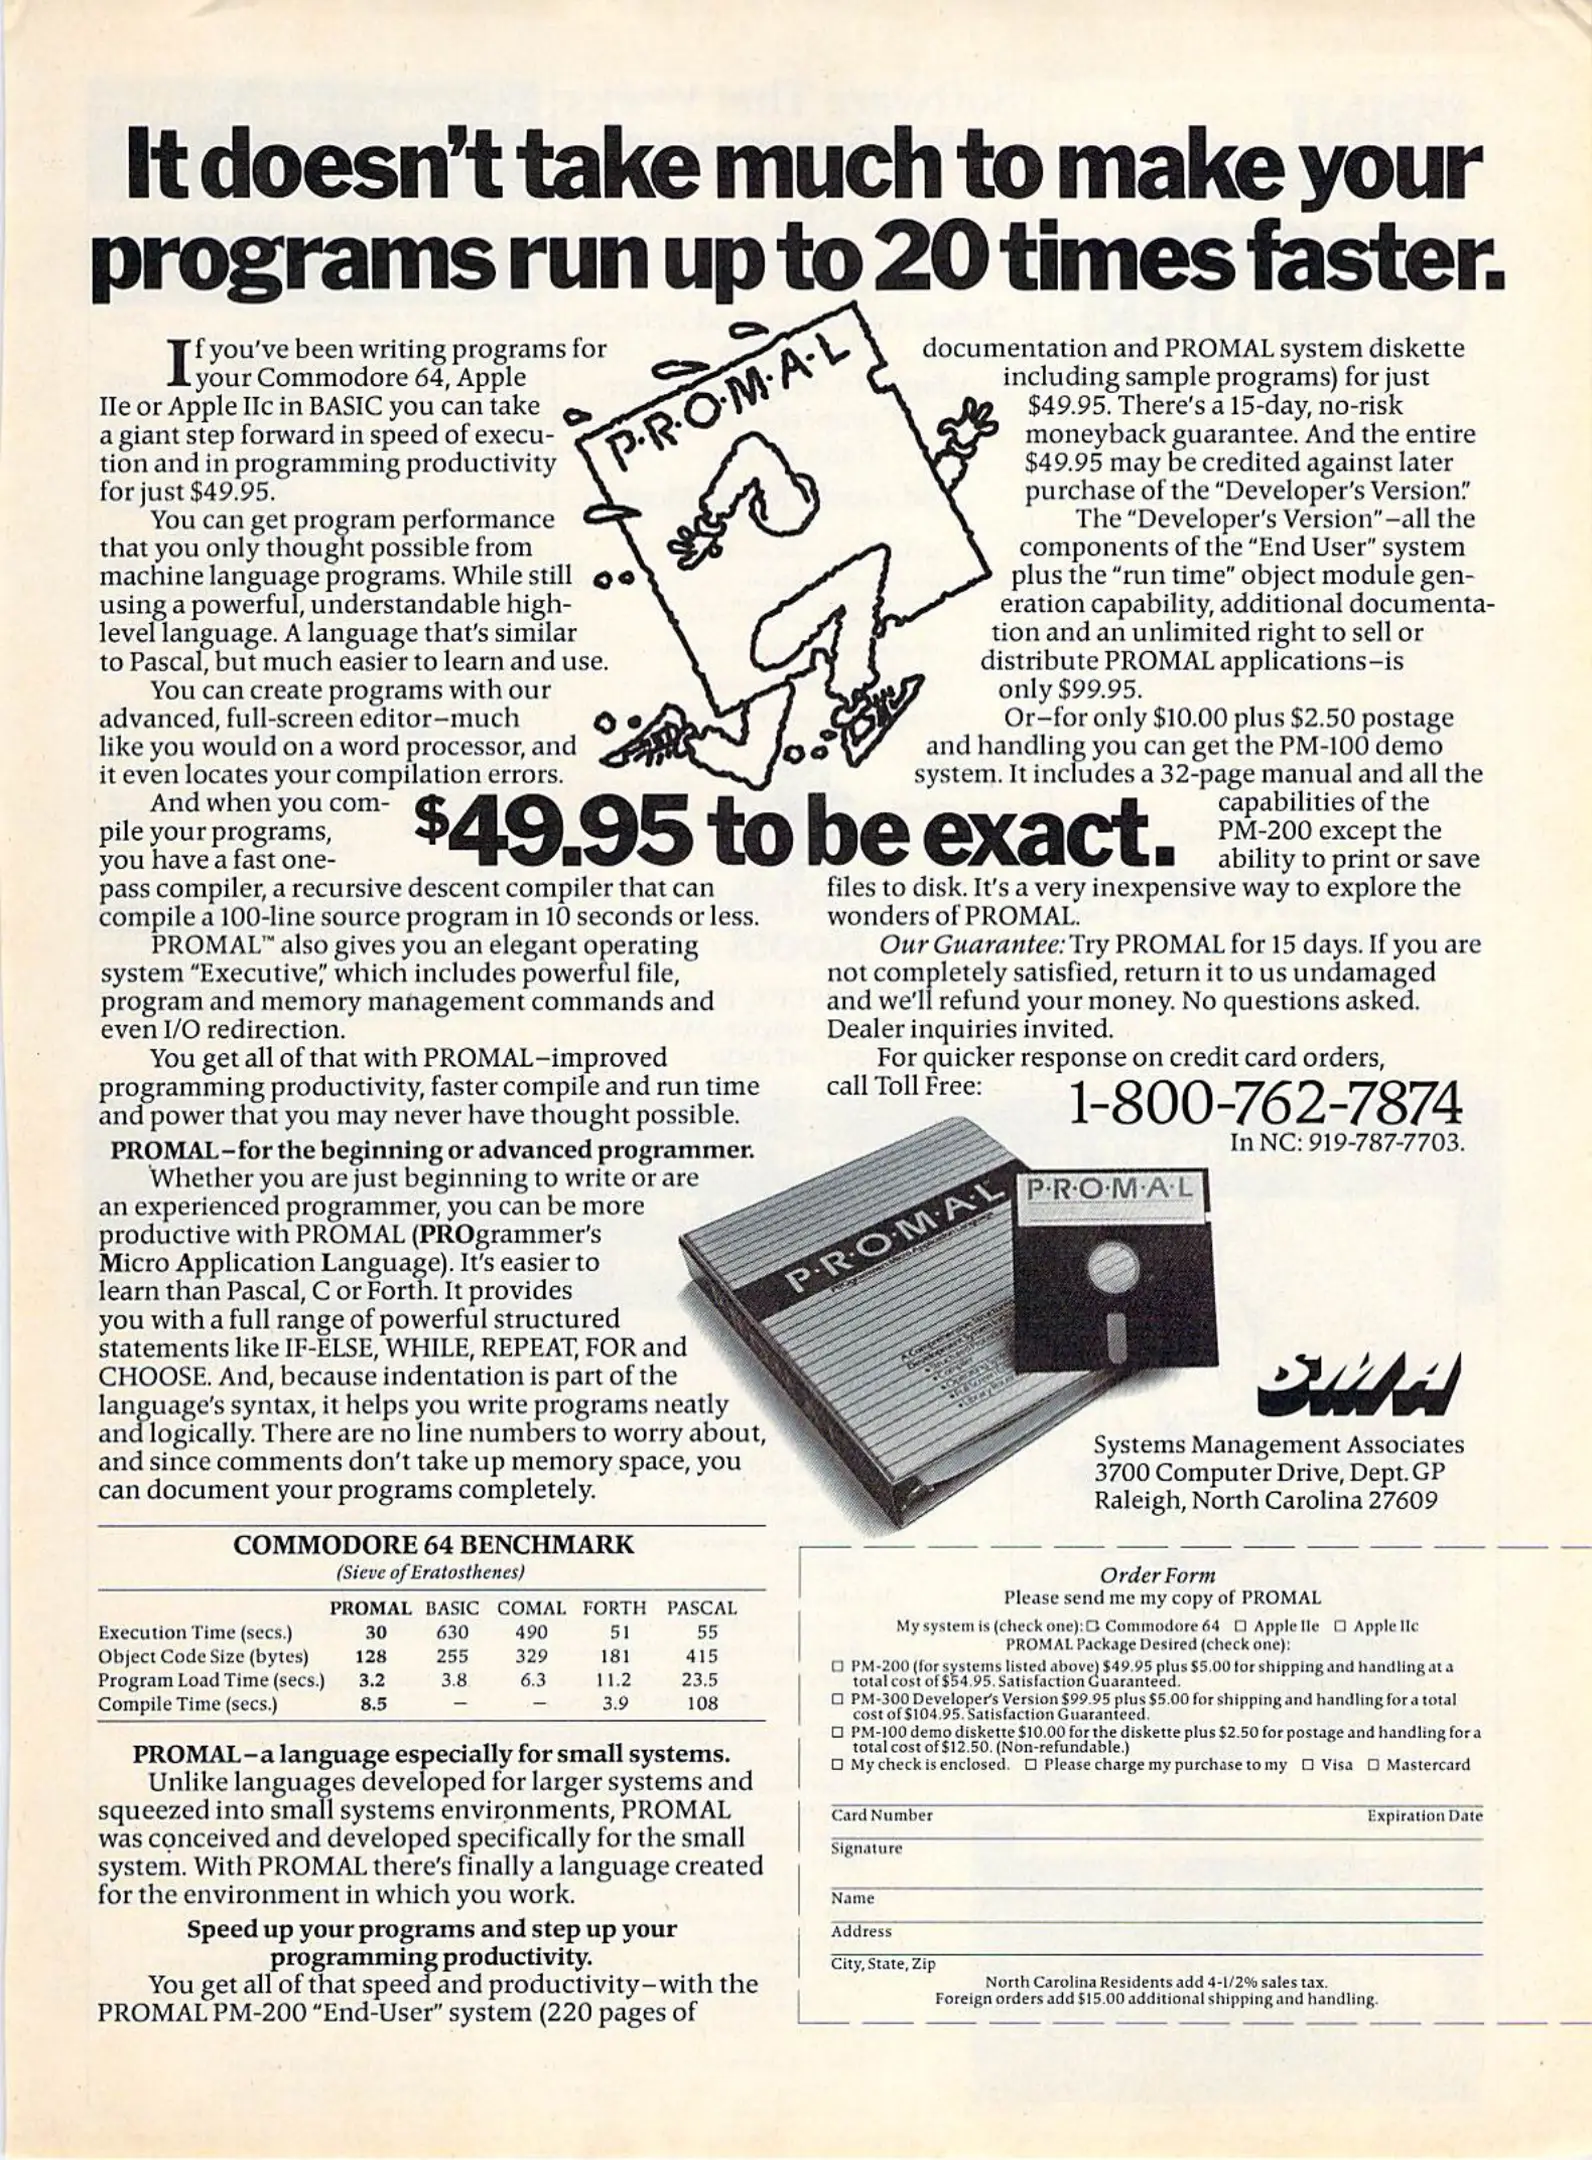 It doesn't take much to make your
programs run up to 20 times faster.
P·R·O·M·A·L
If you've been writing programs for
your Commodore 64, Apple
IIe or Apple IIc in BASIC you can take
a giant step forward in speed of execu-
tion and in programming productivity
for just $49.95.
You can get program performance
that you only thought possible from
machine language programs. While still
using a powerful, understandable high-
level language. A language that's similar
to Pascal, but much easier to learn and use.
You can create programs with our
advanced, full-screen editor–much
like you would on a word processor, and
it even locates your compilation errors.
And when you com-
pile your programs,
you have a fast one-
pass compiler, a recursive descent compiler that can
compile a 100-line source program in 10 seconds or less.
PROMAL™ also gives you an elegant operating
system "Executive," which includes powerful file,
program and memory management commands and
even I/O redirection.
You get all of that with PROMAL–improved
programming productivity, faster compile and run time
and power that you may never have thought possible.
PROMAL–for the beginning or advanced programmer.
Whether you are just beginning to write or are
an experienced programmer, you can be more
productive with PROMAL (PROgrammer's
Micro Application Language). It's easier to
learn than Pascal, C or Forth. It provides
you with a full range of powerful structured
statements like IF-ELSE, WHILE, REPEAT, FOR and
CHOOSE. And, because indentation is part of the
language's syntax, it helps you write programs neatly
and logically. There are no line numbers to worry about,
and since comments don't take up memory space, you
can document your programs completely.
COMMODORE 64 BENCHMARK
(Sieve of Eratosthenes)
PROMAL BASIC COMAL FORTH PASCAL
Execution Time (secs.) 30 630 490 51 55
Object Code Size (bytes) 128 255 329 181 415
Program Load Time (secs.) 3.2 3.8 6.3 11.2 23.5
Compile Time (secs.) 8.5 – – 3.9 108
PROMAL–a language especially for small systems.
Unlike languages developed for larger systems and
squeezed into small systems environments, PROMAL
was conceived and developed specifically for the small
system. With PROMAL there's finally a language created
for the environment in which you work.
Speed up your programs and step up your
programming productivity.
You get all of that speed and productivity–with the
PROMAL PM-200 "End-User" system (220 pages of
$49.95 to be exact.
documentation and PROMAL system diskette
including sample programs) for just
$49.95. There's a 15-day, no-risk
moneyback guarantee. And the entire
$49.95 may be credited against later
purchase of the "Developer's Version."
The "Developer's Version"–all the
components of the "End User" system
plus the "run time" object module gen-
eration capability, additional documenta-
tion and an unlimited right to sell or
distribute PROMAL applications–is
only $99.95.
Or–for only $10.00 plus $2.50 postage
and handling you can get the PM-100 demo
system. It includes a 32-page manual and all the
capabilities of the
PM-200 except the
ability to print or save
files to disk. It's a very inexpensive way to explore the
wonders of PROMAL.
Our Guarantee: Try PROMAL for 15 days. If you are
not completely satisfied, return it to us undamaged
and we'll refund your money. No questions asked.
Dealer inquiries invited.
For quicker response on credit card orders,
call Toll Free:
1-800-762-7874
In NC: 919-787-7703.
P·R·O·M·A·L
PROgrammer's Micro Application Language
P·R·O·M·A·L
SMA
Systems Management Associates
3700 Computer Drive, Dept. GP
Raleigh, North Carolina 27609
Order Form
Please send me my copy of PROMAL
My system is (check one): □ Commodore 64 □ Apple IIe □ Apple IIc
PROMAL Package Desired (check one):
□ PM-200 (for systems listed above) $49.95 plus $5.00 for shipping and handling at a
total cost of $54.95. Satisfaction Guaranteed.
□ PM-300 Developer's Version $99.95 plus $5.00 for shipping and handling for a total
cost of $104.95. Satisfaction Guaranteed.
□ PM-100 demo diskette $10.00 for the diskette plus $2.50 for postage and handling for a
total cost of $12.50. (Non-refundable.)
□ My check is enclosed. □ Please charge my purchase to my □ Visa □ Mastercard
Card Number Expiration Date
Signature
Name
Address
City, State, Zip
North Carolina Residents add 4-1/2% sales tax.
Foreign orders add $15.00 additional shipping and handling.